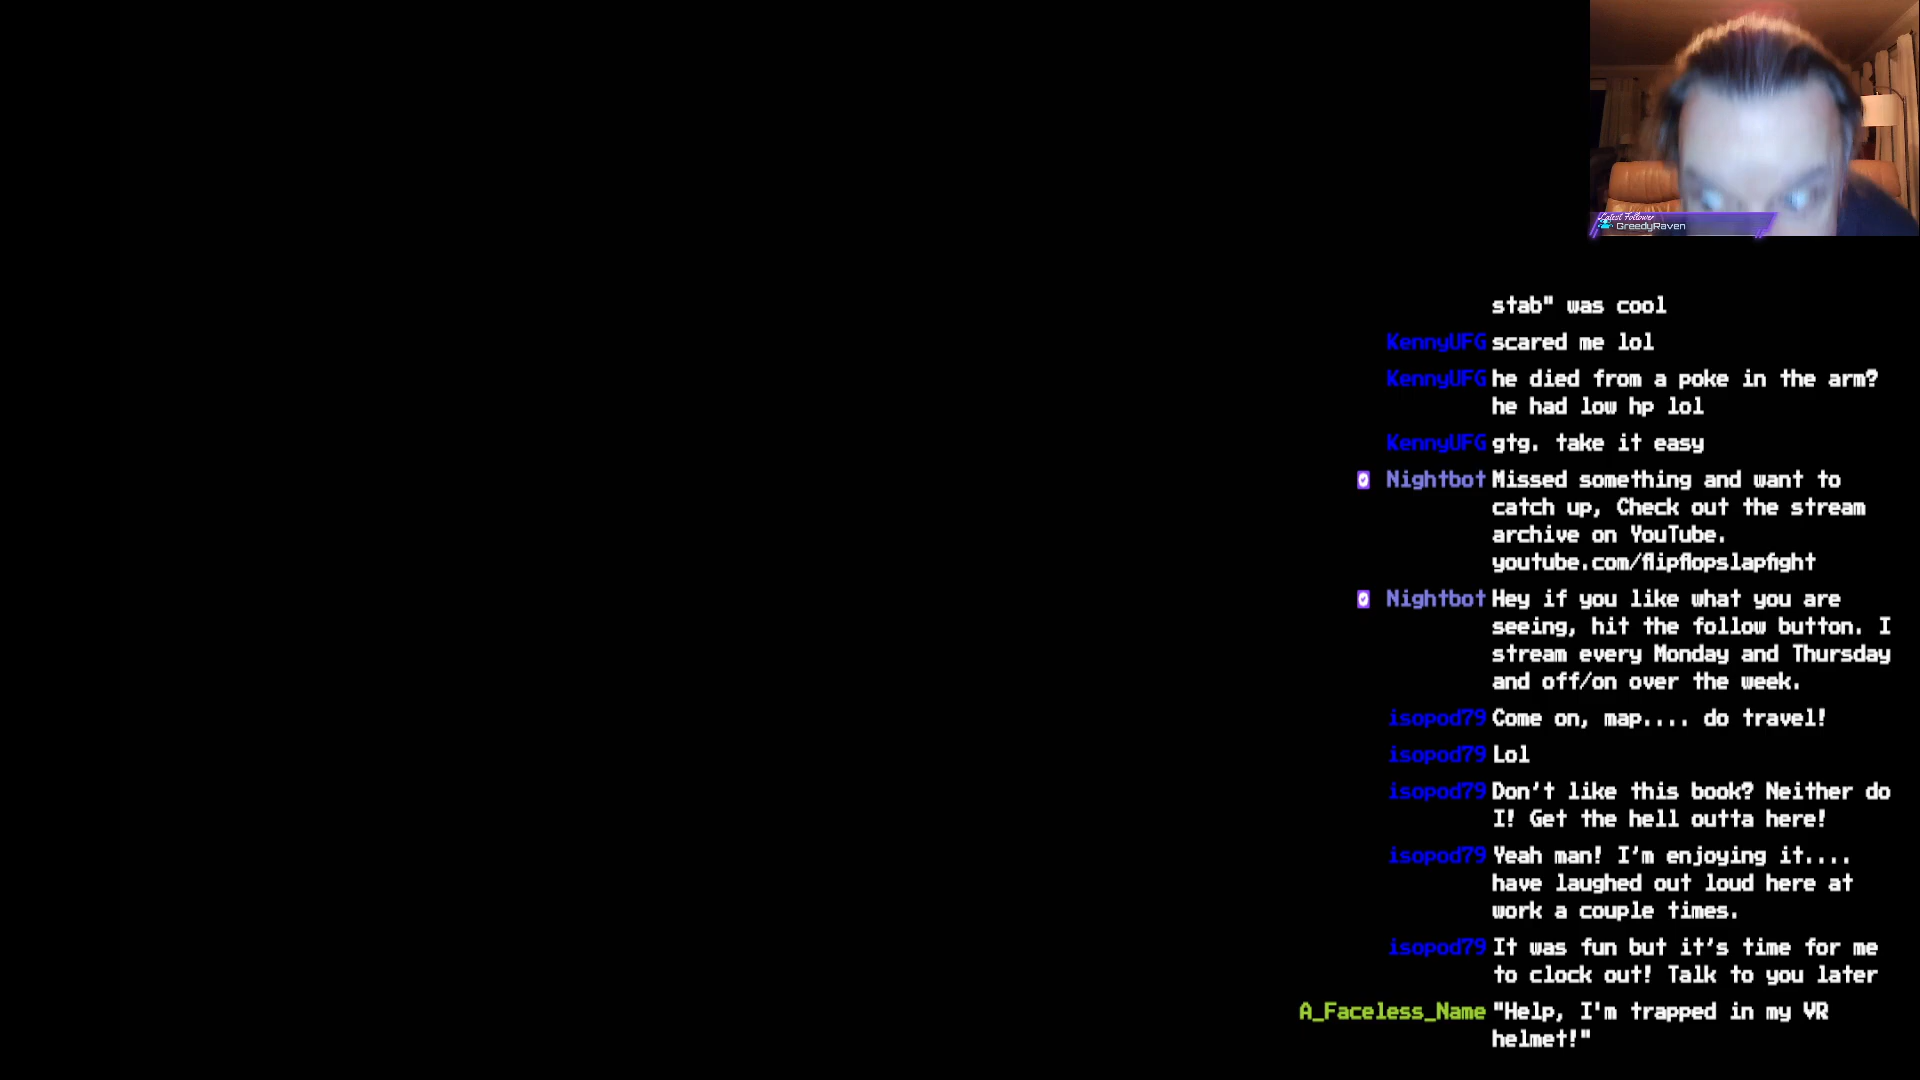 Latest Follower
GreedyRaven
stab" was cool
KennyUFG scared me lol
KennyUFG he died from a poke in the arm?
he had low hp lol
KennyUFG gtg. take it easy
Nightbot Missed something and want to
catch up, Check out the stream
archive on YouTube.
youtube.com/flipflopslapfight
Nightbot Hey if you like what you are
seeing, hit the follow button. I
stream every Monday and Thursday
and off/on over the week.
isopod79 Come on, map.... do travel!
isopod79 Lol
isopod79 Don't like this book? Neither do
I! Get the hell outta here!
isopod79 Yeah man! I'm enjoying it....
have laughed out loud here at
work a couple times.
isopod79 It was fun but it's time for me
to clock out! Talk to you later
A_Faceless_Name "Help, I'm trapped in my VR
helmet!"